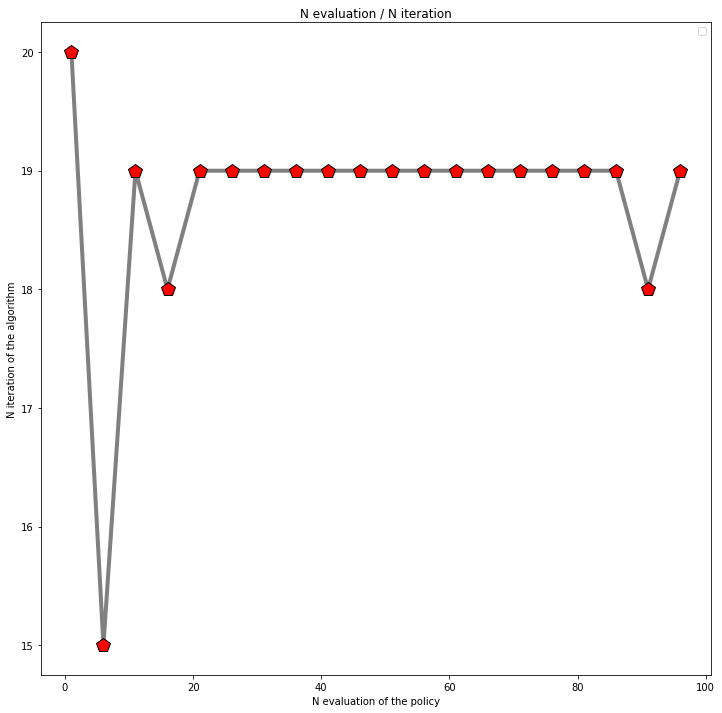 N evaluation / N iteration
20
19
18
17
16
15
N iteration of the algorithm
0 20 40 60 80 100
N evaluation of the policy